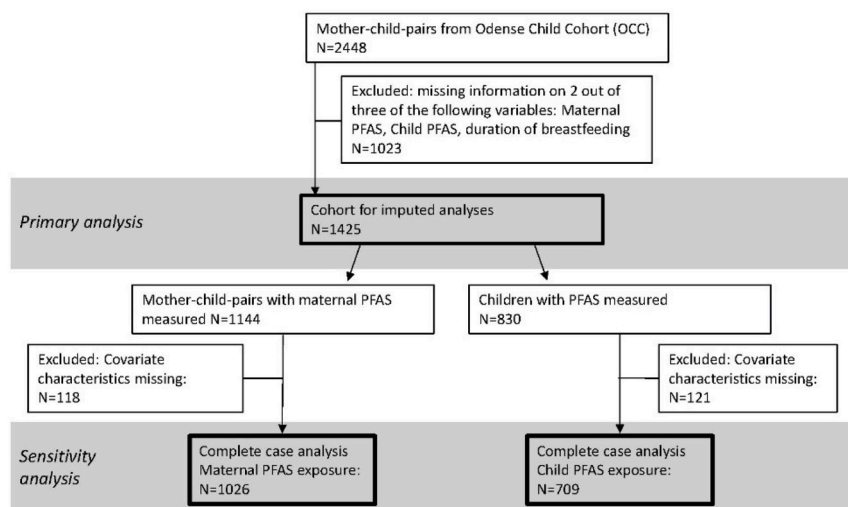 Mother-child-pairs from Odense Child Cohort (OCC)
N=2448
Excluded: missing information on 2 out of
three of the following variables: Maternal
PFAS, Child PFAS, duration of breastfeeding
N=1023
Primary analysis
Cohort for imputed analyses
N=1425
Mother-child-pairs with maternal PFAS
measured N=1144
Children with PFAS measured
N=830
Excluded: Covariate
characteristics missing:
N=118
Excluded: Covariate
characteristics missing:
N=121
Sensitivity
analysis
Complete case analysis
Maternal PFAS exposure:
N=1026
Complete case analysis
Child PFAS exposure:
N=709